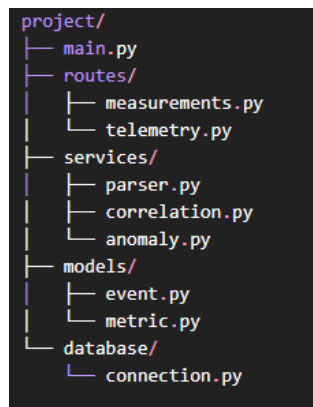 project/
├── main.py
├── routes/
│   ├── measurements.py
│   └── telemetry.py
├── services/
│   ├── parser.py
│   ├── correlation.py
│   └── anomaly.py
├── models/
│   ├── event.py
│   └── metric.py
└── database/
    └── connection.py